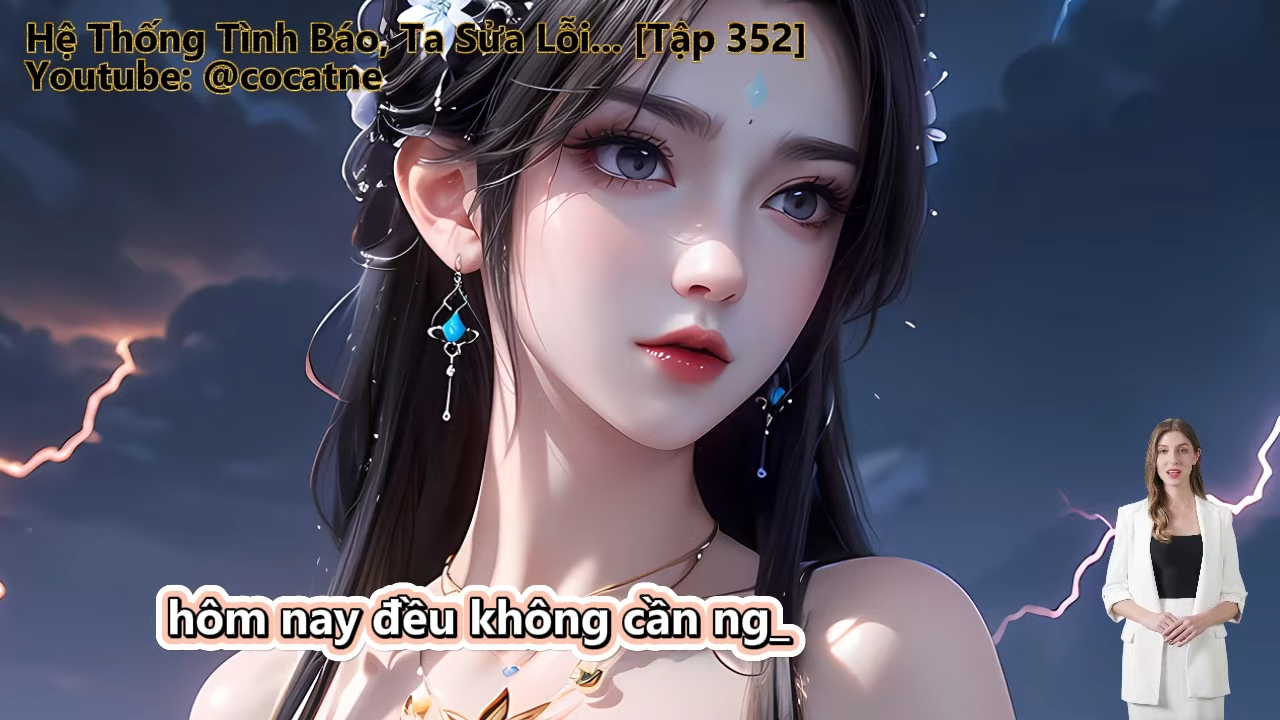 Hệ Thống Tình Báo, Ta Sửa Lỗi... [Tập 352]
Youtube: @cocatne
hôm nay đều không cần ng_